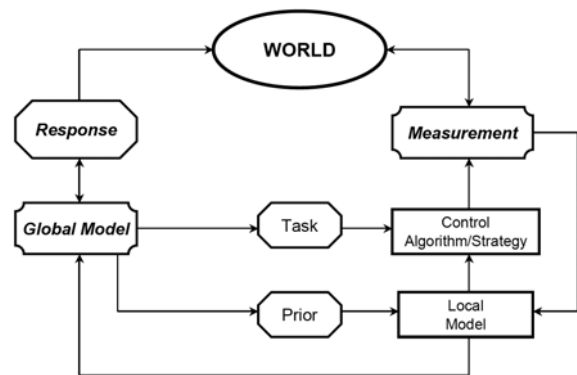 WORLD
Response
Measurement
Global Model
Task
Control
Algorithm/Strategy
Prior
Local
Model